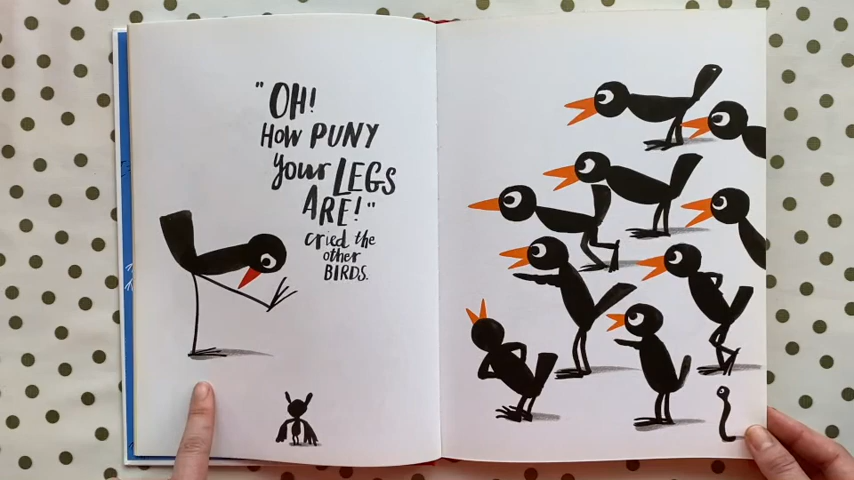 "OH!
HOW PUNY
your LEGS
ARE!"
cried the
other
BIRDS.